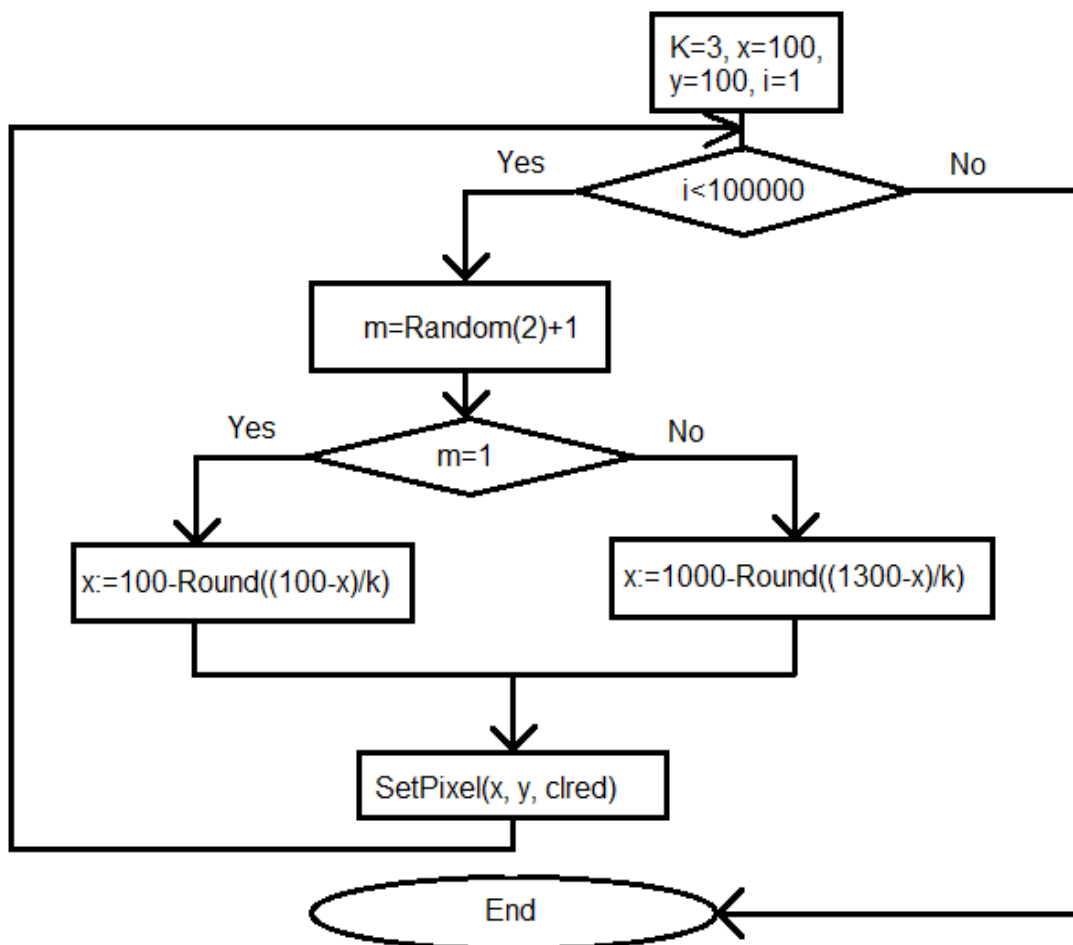 K=3, x=100,
y=100, i=1
Yes
No
i<100000
m=Random(2)+1
Yes
No
m=1
x:=100-Round((100-x)/k)
x:=1000-Round((1300-x)/k)
SetPixel(x, y, clred)
End